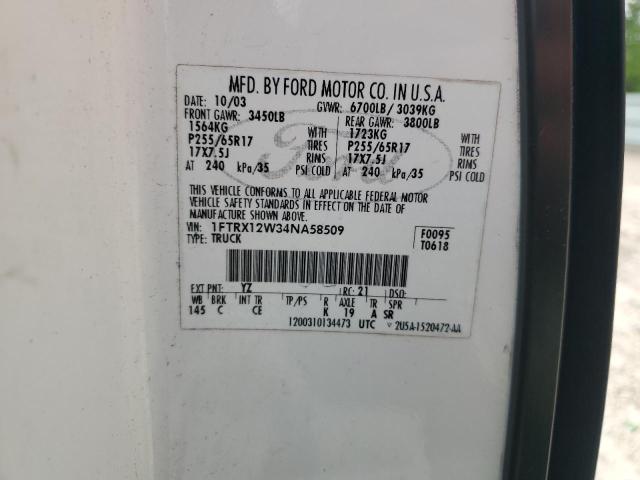 MFD. BY FORD MOTOR CO. IN U.S.A.
DATE: 10/03 GVWR: 6700LB/ 3039KG
FRONT GAWR: 3450LB REAR GAWR: 3800LB
1564KG WITH 1723KG WITH
P255/65R17 TIRES P255/65R17 TIRES
17X7.5J RIMS 17X7.5J RIMS
AT 240 kPa/35 PSI COLD AT 240 kPa/35 PSI COLD
THIS VEHICLE CONFORMS TO ALL APPLICABLE FEDERAL MOTOR
VEHICLE SAFETY STANDARDS IN EFFECT ON THE DATE OF
MANUFACTURE SHOWN ABOVE.
VIN: 1FTRX12W34NA58509 F0095
TYPE: TRUCK T0618
EXT PNT: YZ RC: 21 DSO:
WB BRK INT TR TP/PS R AXLE TR SPR
145 C CE K 19 A SR
1200310134473 UTC 2U5A-1520472-AA
Ford